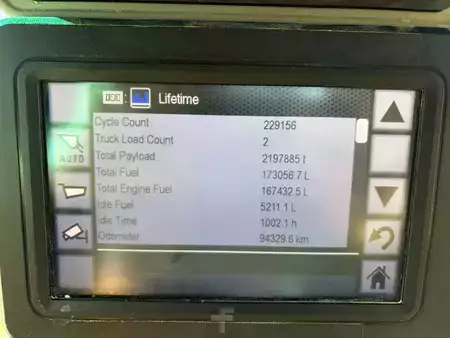 Lifetime
Cycle Count 229156
Truck Load Count 2
Total Payload 2197885 t
Total Fuel 173056.7 L
Total Engine Fuel 167432.5 L
Idle Fuel 5211.1 L
Idle Time 1002.1 h
Odometer 94329.6 km
AUTO